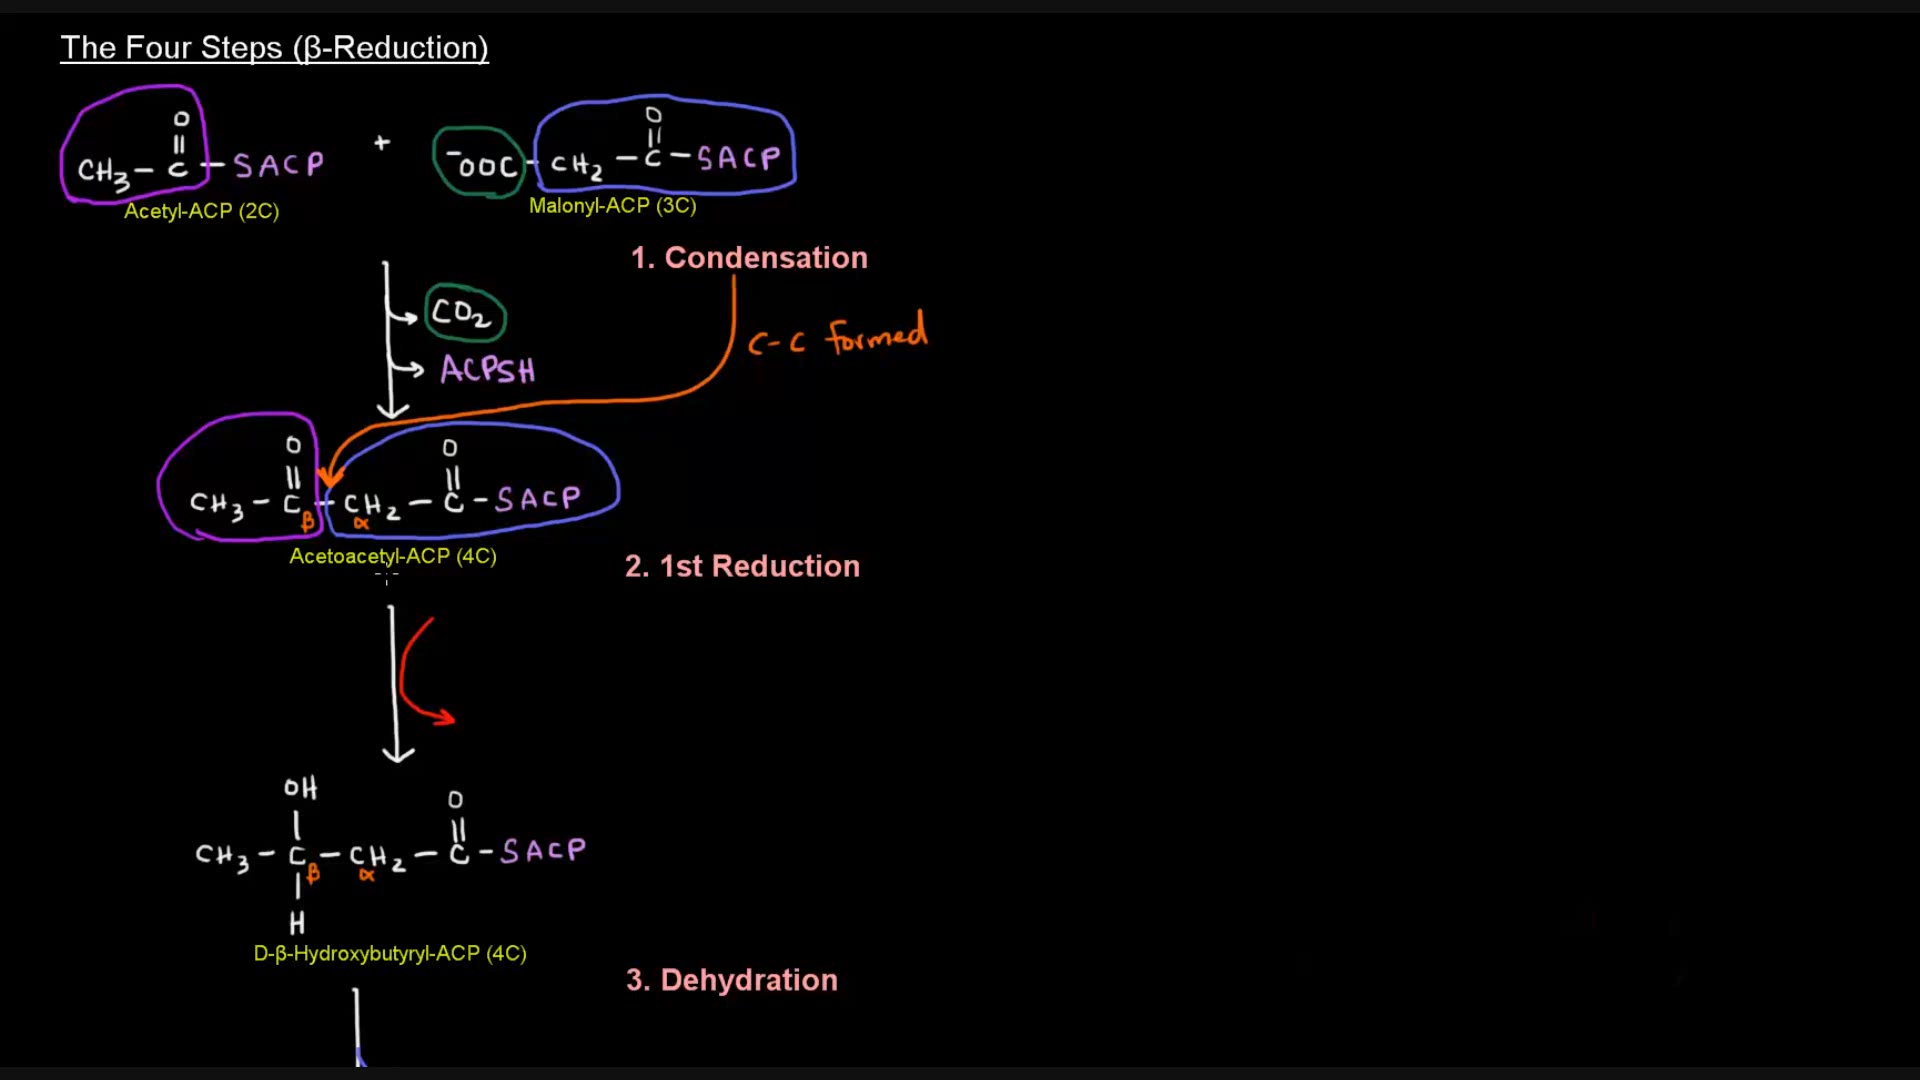 The Four Steps (β-Reduction)
O
||
CH3 – C – SACP
+
O
||
⁻OOC – CH2 – C – SACP
Acetyl-ACP (2C)
Malonyl-ACP (3C)
1. Condensation
CO2
C-C formed
ACPSH
O
||
O
||
CH3 – C – CH2 – C – SACP
β α
Acetoacetyl-ACP (4C)
2. 1st Reduction
OH
|
O
||
CH3 – C – CH2 – C – SACP
β α
|
H
D-β-Hydroxybutyryl-ACP (4C)
3. Dehydration